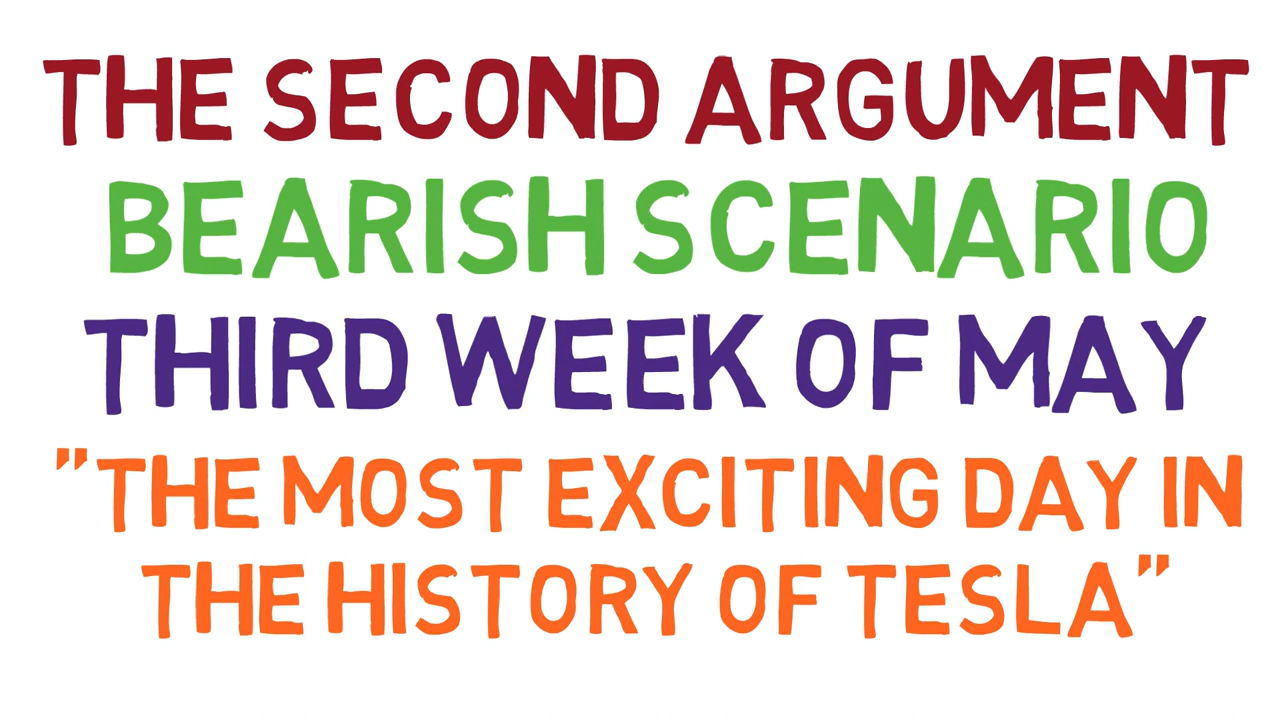 THE SECOND ARGUMENT
BEARISH SCENARIO
THIRD WEEK OF MAY
"THE MOST EXCITING DAY IN
THE HISTORY OF TESLA"